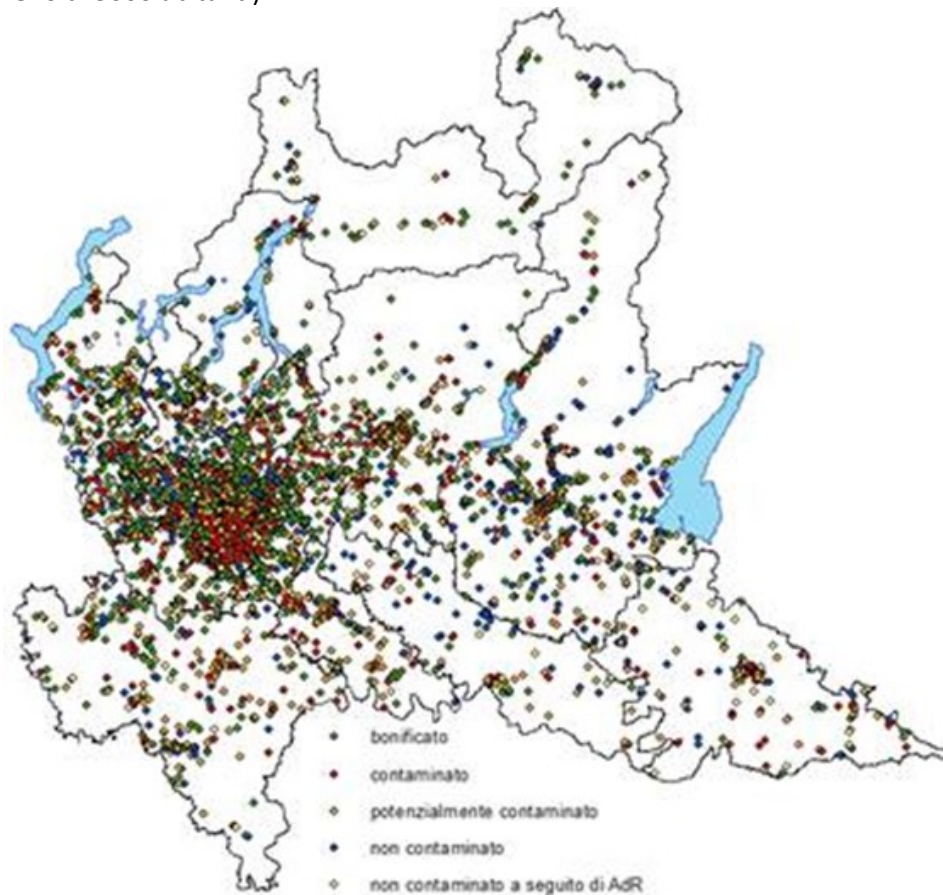 bonificato
contaminato
potenzialmente contaminato
non contaminato
non contaminato a seguito di AdR